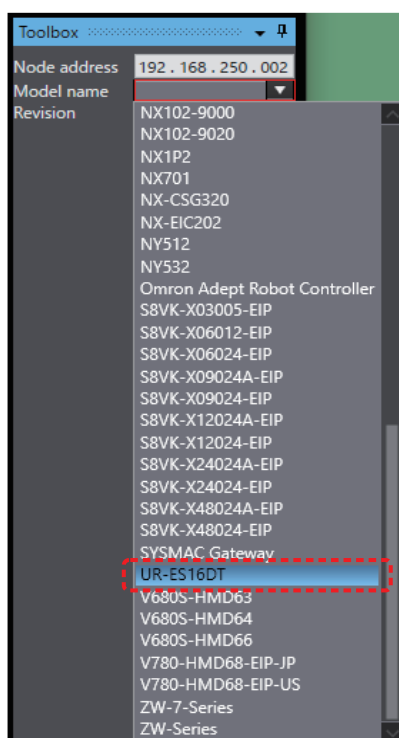 Toolbox
Node address 192 . 168 . 250 . 002
Model name
Revision
NX102-9000
NX102-9020
NX1P2
NX701
NX-CSG320
NX-EIC202
NY512
NY532
Omron Adept Robot Controller
S8VK-X03005-EIP
S8VK-X06012-EIP
S8VK-X06024-EIP
S8VK-X09024A-EIP
S8VK-X09024-EIP
S8VK-X12024A-EIP
S8VK-X12024-EIP
S8VK-X24024A-EIP
S8VK-X24024-EIP
S8VK-X48024A-EIP
S8VK-X48024-EIP
SYSMAC Gateway
UR-ES16DT
V680S-HMD63
V680S-HMD64
V680S-HMD66
V780-HMD68-EIP-JP
V780-HMD68-EIP-US
ZW-7-Series
ZW-Series